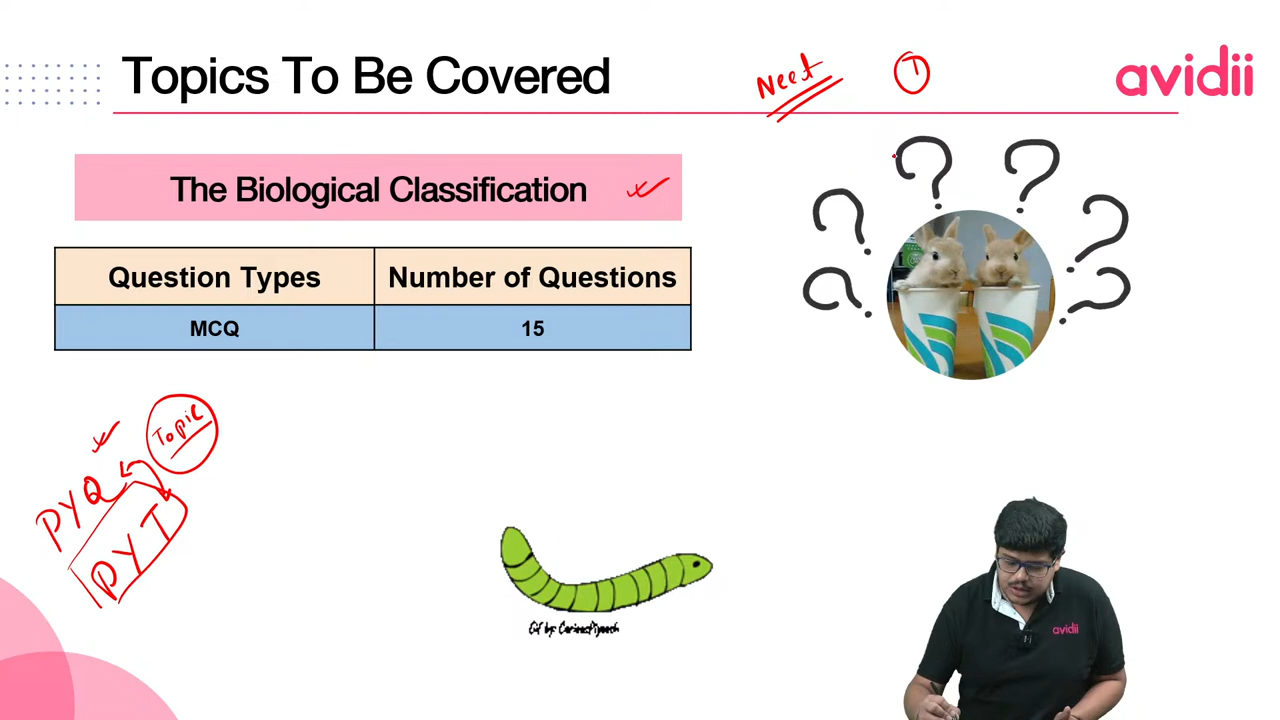 Topics To Be Covered
Neet
T
avidii
The Biological Classification
Question Types
Number of Questions
MCQ
15
Topic
PYQ
PYT
avidii